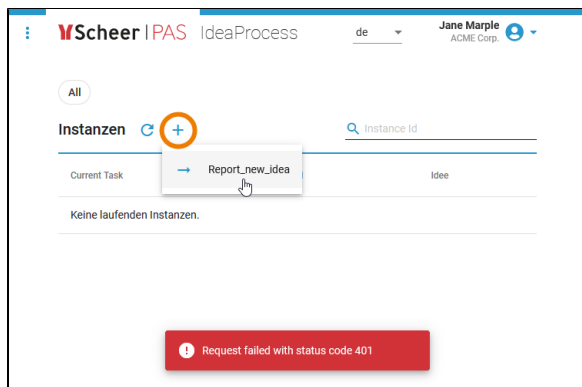 Scheer PAS IdeaProcess
de
Jane Marple
ACME Corp.
All
Instanzen
Instance Id
Report_new_idea
Current Task
Idee
Keine laufenden Instanzen.
Request failed with status code 401